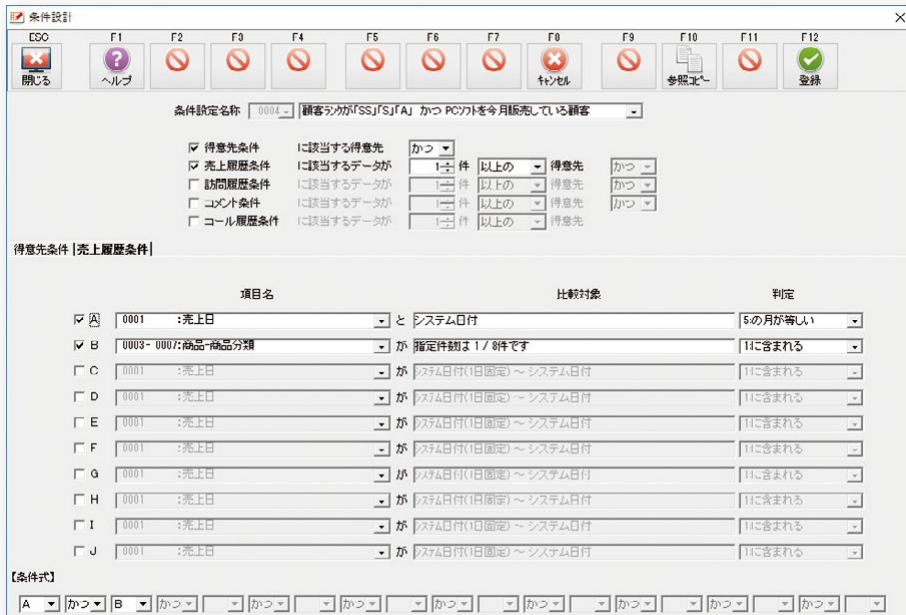 条件設計
ESC F1 F2 F3 F4 F5 F6 F7 F8 F9 F10 F11 F12
閉じる ヘルプ キャンセル 参照コピー 登録
条件設定名称 0004 顧客ランクが「SS」「S」「A」 かつ PCソフトを今月販売している顧客
得意先条件 に該当する得意先 かつ
売上履歴条件 に該当するデータが 1 件 以上の 得意先 かつ
訪問履歴条件 に該当するデータが 1 件 以上の 得意先 かつ
コメント条件 に該当するデータが 1 件 以上の 得意先 かつ
コール履歴条件 に該当するデータが 1 件 以上の 得意先
得意先条件 売上履歴条件
項目名 比較対象 判定
A 0001 :売上日 と システム日付 5:の月が等しい
B 0003- 0007:商品-商品分類 が 指定件数は 1 / 8件です 1:に含まれる
C 0001 :売上日 が システム日付(1日固定) ～ システム日付 1:に含まれる
D 0001 :売上日 が システム日付(1日固定) ～ システム日付 1:に含まれる
E 0001 :売上日 が システム日付(1日固定) ～ システム日付 1:に含まれる
F 0001 :売上日 が システム日付(1日固定) ～ システム日付 1:に含まれる
G 0001 :売上日 が システム日付(1日固定) ～ システム日付 1:に含まれる
H 0001 :売上日 が システム日付(1日固定) ～ システム日付 1:に含まれる
I 0001 :売上日 が システム日付(1日固定) ～ システム日付 1:に含まれる
J 0001 :売上日 が システム日付(1日固定) ～ システム日付 1:に含まれる
【条件式】
A かつ B かつ かつ かつ かつ かつ かつ かつ かつ